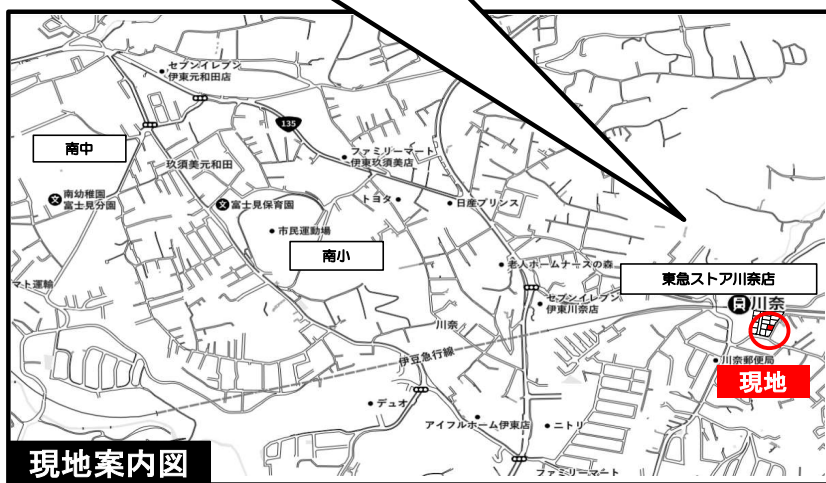 セブンイレブン
伊東元和田店
135
南中
ファミリーマート
伊東玖須美店
玖須美元和田
文
南幼稚園
富士見分園
文
富士見保育園
トヨタ
日産プリンス
市民運動場
南小
老人ホームナースの森
東急ストア川奈店
マト運輸
セブンイレブン
伊東川奈店
川奈
川奈
伊豆急行線
川奈郵便局
現地
デュオ
アイフルホーム伊東店
ニトリ
現地案内図
ファミリーマート